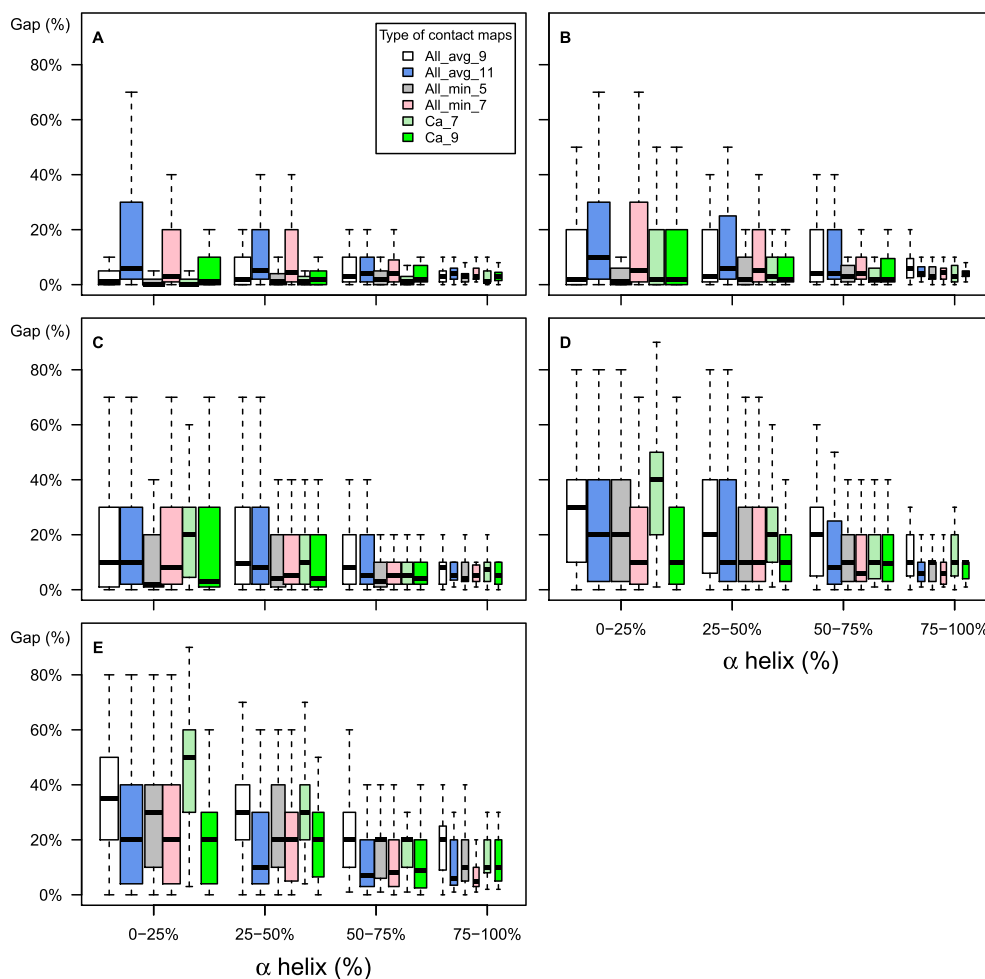 Gap (%)
A
B
Type of contact maps
All_avg_9
All_avg_11
All_min_5
All_min_7
Ca_7
Ca_9
80%
60%
40%
20%
0%
Gap (%)
C
D
80%
60%
40%
20%
0%
0−25% 25−50% 50−75% 75−100%
α helix (%)
Gap (%)
E
80%
60%
40%
20%
0%
0−25% 25−50% 50−75% 75−100%
α helix (%)